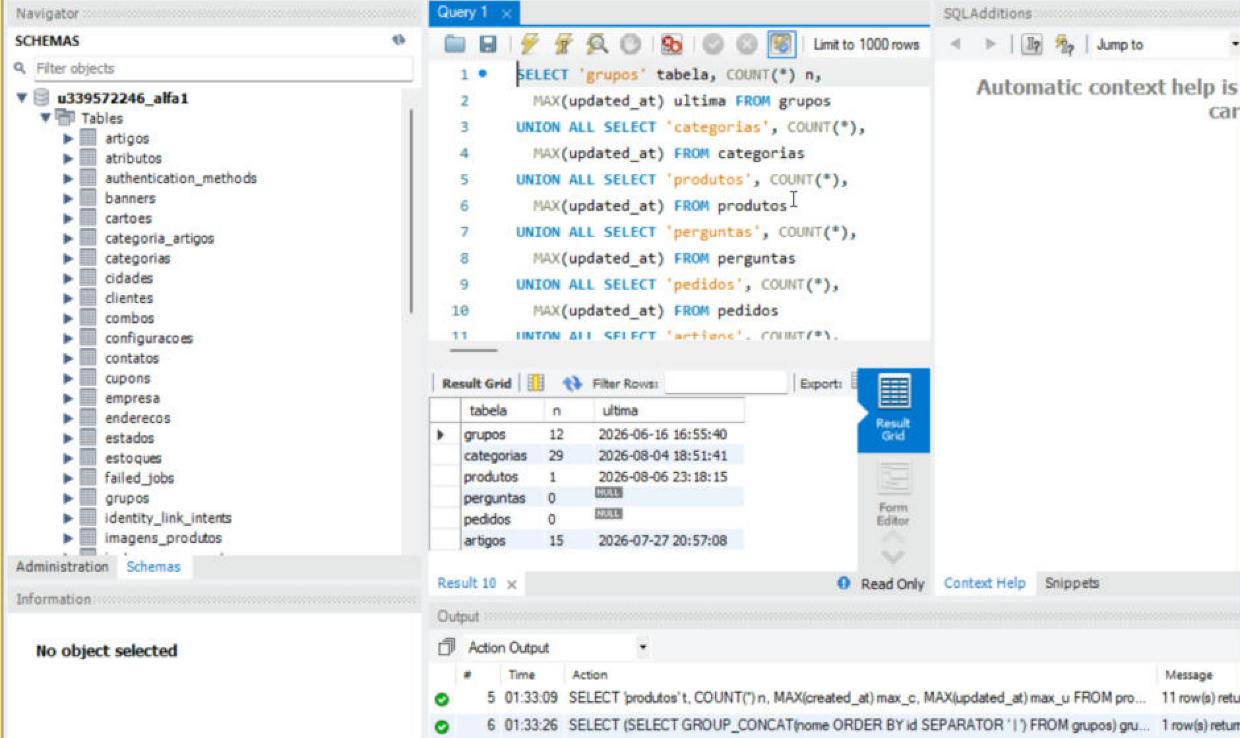 Navigator
SCHEMAS
Filter objects
u339572246_alfa1
Tables
artigos
atributos
authentication_methods
banners
cartoes
categoria_artigos
categorias
cidades
clientes
combos
configuracoes
contatos
cupons
empresa
enderecos
estados
estoques
failed_jobs
grupos
identity_link_intents
imagens_produtos
Administration Schemas
Information
No object selected
Query 1
Limit to 1000 rows
1 SELECT 'grupos' tabela, COUNT(*) n,
2 MAX(updated_at) ultima FROM grupos
3 UNION ALL SELECT 'categorias', COUNT(*),
4 MAX(updated_at) FROM categorias
5 UNION ALL SELECT 'produtos', COUNT(*),
6 MAX(updated_at) FROM produtos
7 UNION ALL SELECT 'perguntas', COUNT(*),
8 MAX(updated_at) FROM perguntas
9 UNION ALL SELECT 'pedidos', COUNT(*),
10 MAX(updated_at) FROM pedidos
11 UNION ALL SELECT 'artigos', COUNT(*),
Result Grid Filter Rows: Export:
tabela n ultima
grupos 12 2026-06-16 16:55:40
categorias 29 2026-08-04 18:51:41
produtos 1 2026-08-06 23:18:15
perguntas 0 NULL
pedidos 0 NULL
artigos 15 2026-07-27 20:57:08
Result
Grid
Form
Editor
Result 10
Read Only
SQLAdditions
Jump to
Automatic context help is
car
Context Help Snippets
Output
Action Output
# Time Action Message
5 01:33:09 SELECT 'produtos' t, COUNT(*) n, MAX(created_at) max_c, MAX(updated_at) max_u FROM pro... 11 row(s) retu
6 01:33:26 SELECT (SELECT GROUP_CONCAT(nome ORDER BY id SEPARATOR ' | ') FROM grupos) gru... 1 row(s) return